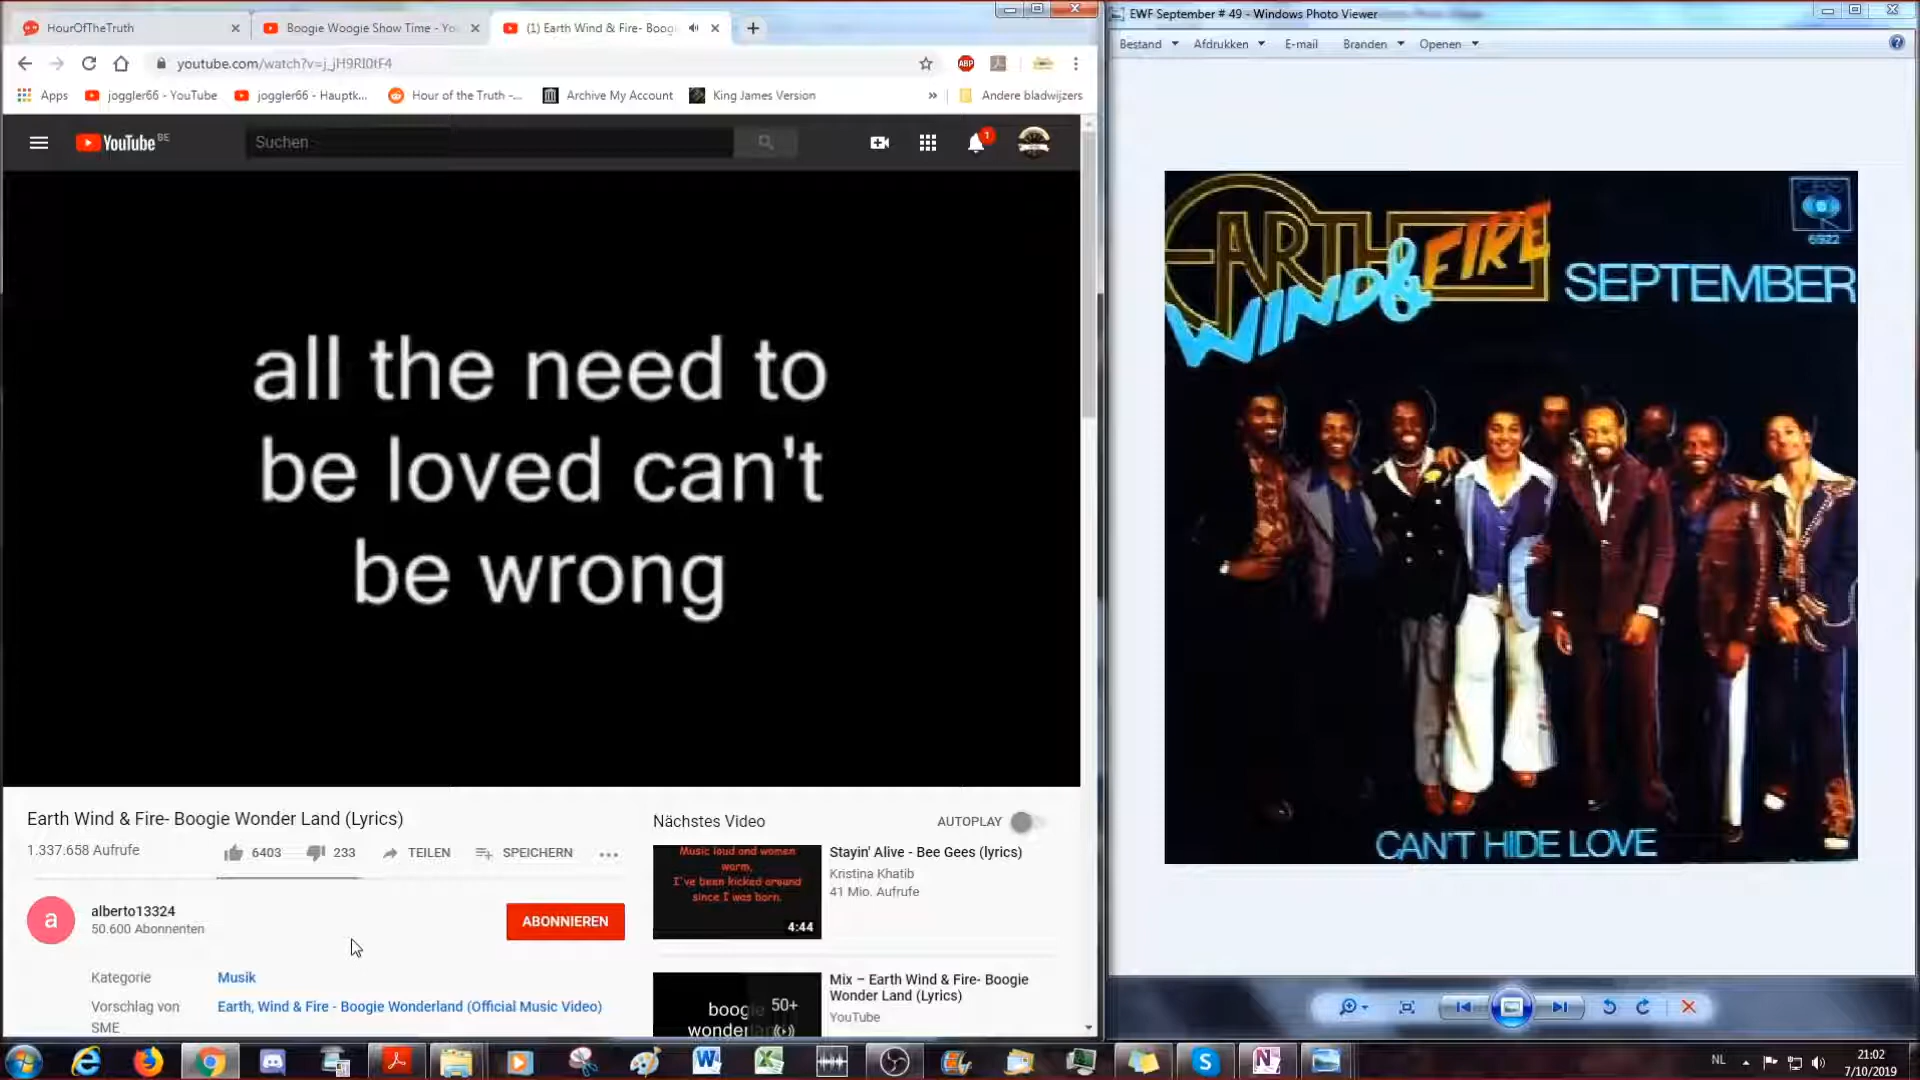 HourOfTheTruth
Boogie Woogie Show Time - Yo
(1) Earth Wind & Fire- Boog
youtube.com/watch?v=j_jH9RI0tF4
ABP
Apps
joggler66 - YouTube
joggler66 - Hauptk...
Hour of the Truth -...
Archive My Account
King James Version
»
Andere bladwijzers
YouTube BE
Suchen
1
all the need to
be loved can't
be wrong
Earth Wind & Fire- Boogie Wonder Land (Lyrics)
1.337.658 Aufrufe
6403
233
TEILEN
SPEICHERN
a
alberto13324
50.600 Abonnenten
ABONNIEREN
Kategorie
Musik
Vorschlag von
SME
Earth, Wind & Fire - Boogie Wonderland (Official Music Video)
Nächstes Video
AUTOPLAY
Music loud and women
warm,
I've been kicked around
since I was born.
4:44
Stayin' Alive - Bee Gees (lyrics)
Kristina Khatib
41 Mio. Aufrufe
boogie
wonderland
50+
Mix – Earth Wind & Fire- Boogie
Wonder Land (Lyrics)
YouTube
EWF September # 49 - Windows Photo Viewer
Bestand
Afdrukken
E-mail
Branden
Openen
EARTH
WIND & FIRE
SEPTEMBER
CBS
6922
CAN'T HIDE LOVE
NL
21:02
7/10/2019